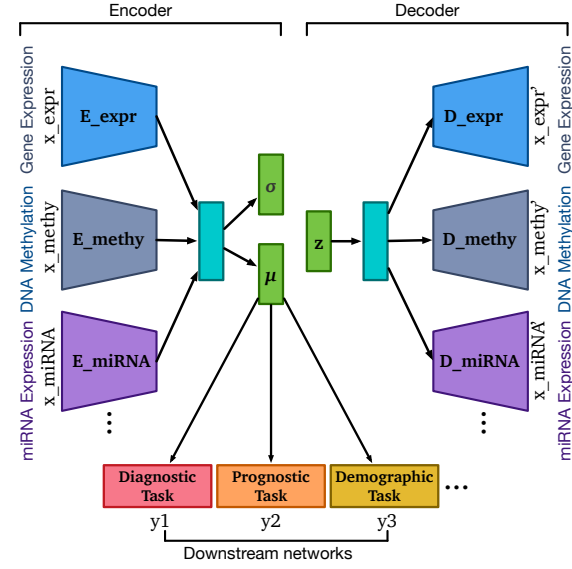 Encoder
Decoder
Gene Expression
x_expr
E_expr
D_expr
x_expr’
Gene Expression
σ
DNA Methylation
x_methy
E_methy
μ
z
D_methy
x_methy’
DNA Methylation
miRNA Expression
x_miRNA
E_miRNA
D_miRNA
x_miRNA’
miRNA Expression
Diagnostic
Task
Prognostic
Task
Demographic
Task
...
y1
y2
y3
Downstream networks